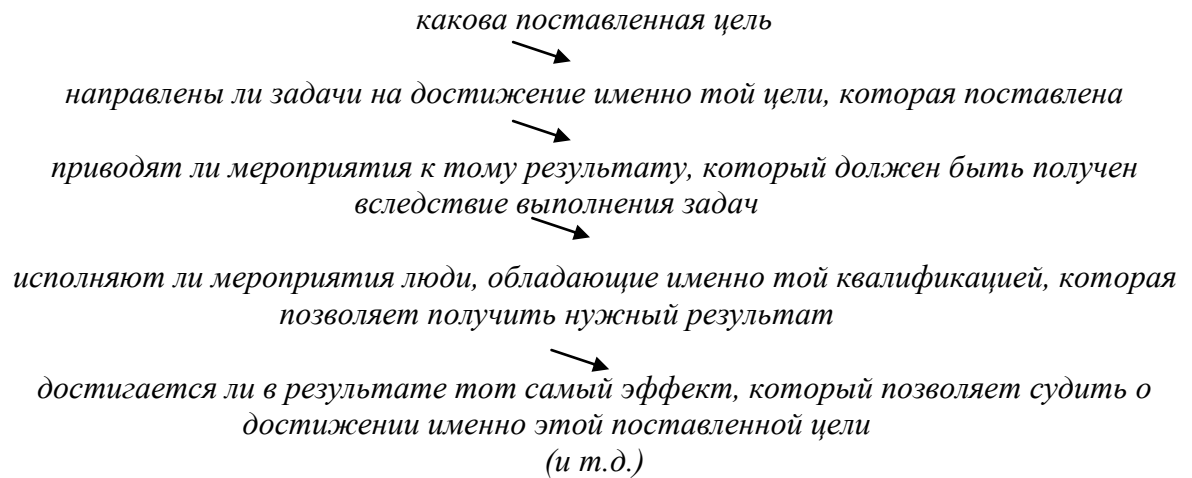 какова поставленная цель
направлены ли задачи на достижение именно той цели, которая поставлена
приводят ли мероприятия к тому результату, который должен быть получен
вследствие выполнения задач
исполняют ли мероприятия люди, обладающие именно той квалификацией, которая
позволяет получить нужный результат
достигается ли в результате тот самый эффект, который позволяет судить о
достижении именно этой поставленной цели
(и т.д.)